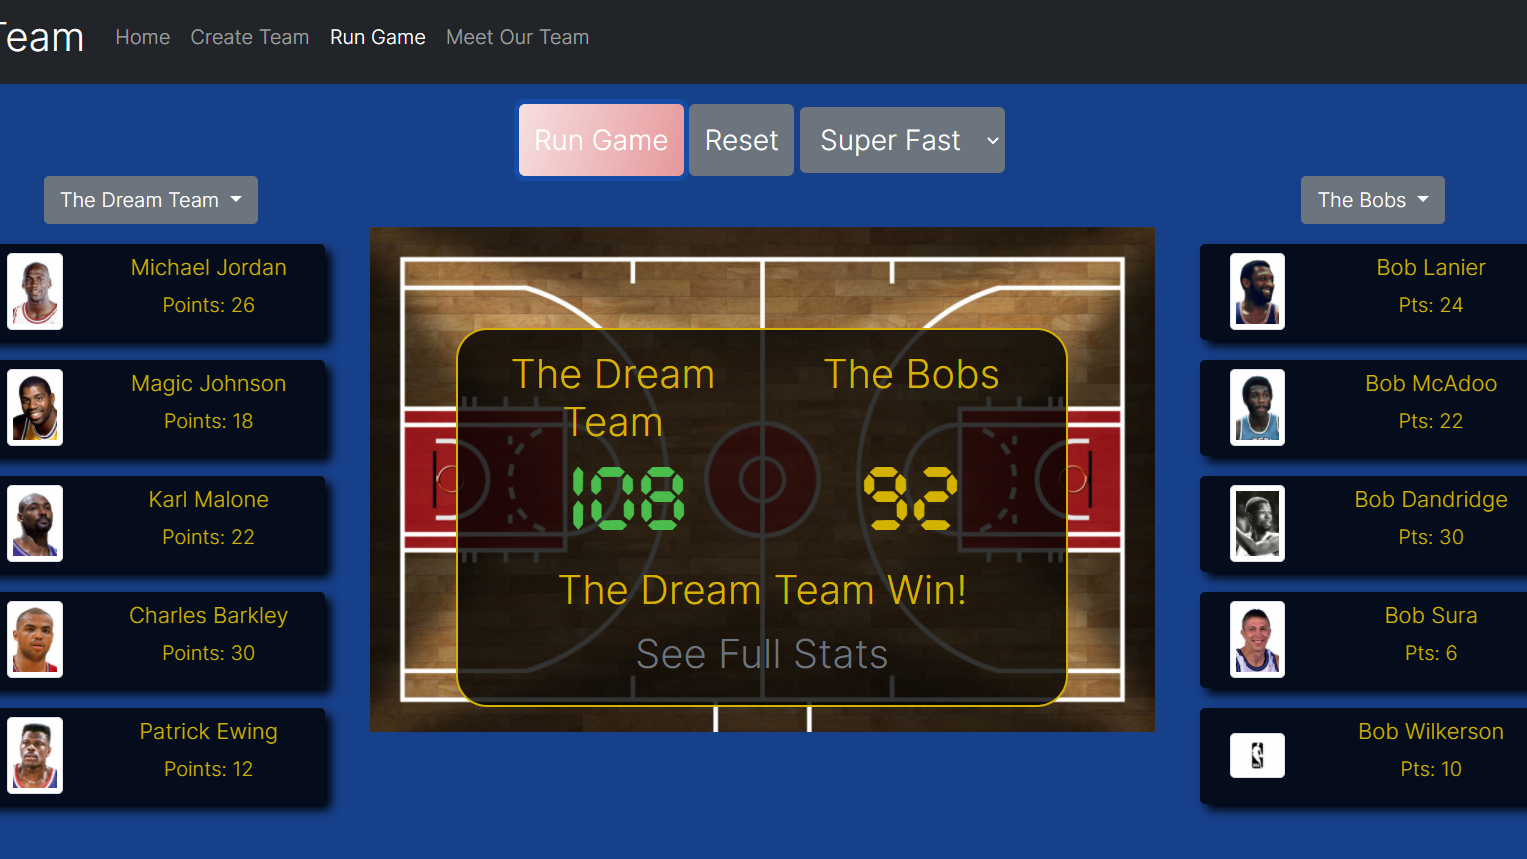 Team Home Create Team Run Game Meet Our Team
Run Game Reset Super Fast
The Dream Team
Michael Jordan
Points: 26
Magic Johnson
Points: 18
Karl Malone
Points: 22
Charles Barkley
Points: 30
Patrick Ewing
Points: 12
The Dream
Team
The Bobs
108 92
The Dream Team Win!
See Full Stats
The Bobs
Bob Lanier
Pts: 24
Bob McAdoo
Pts: 22
Bob Dandridge
Pts: 30
Bob Sura
Pts: 6
Bob Wilkerson
Pts: 10